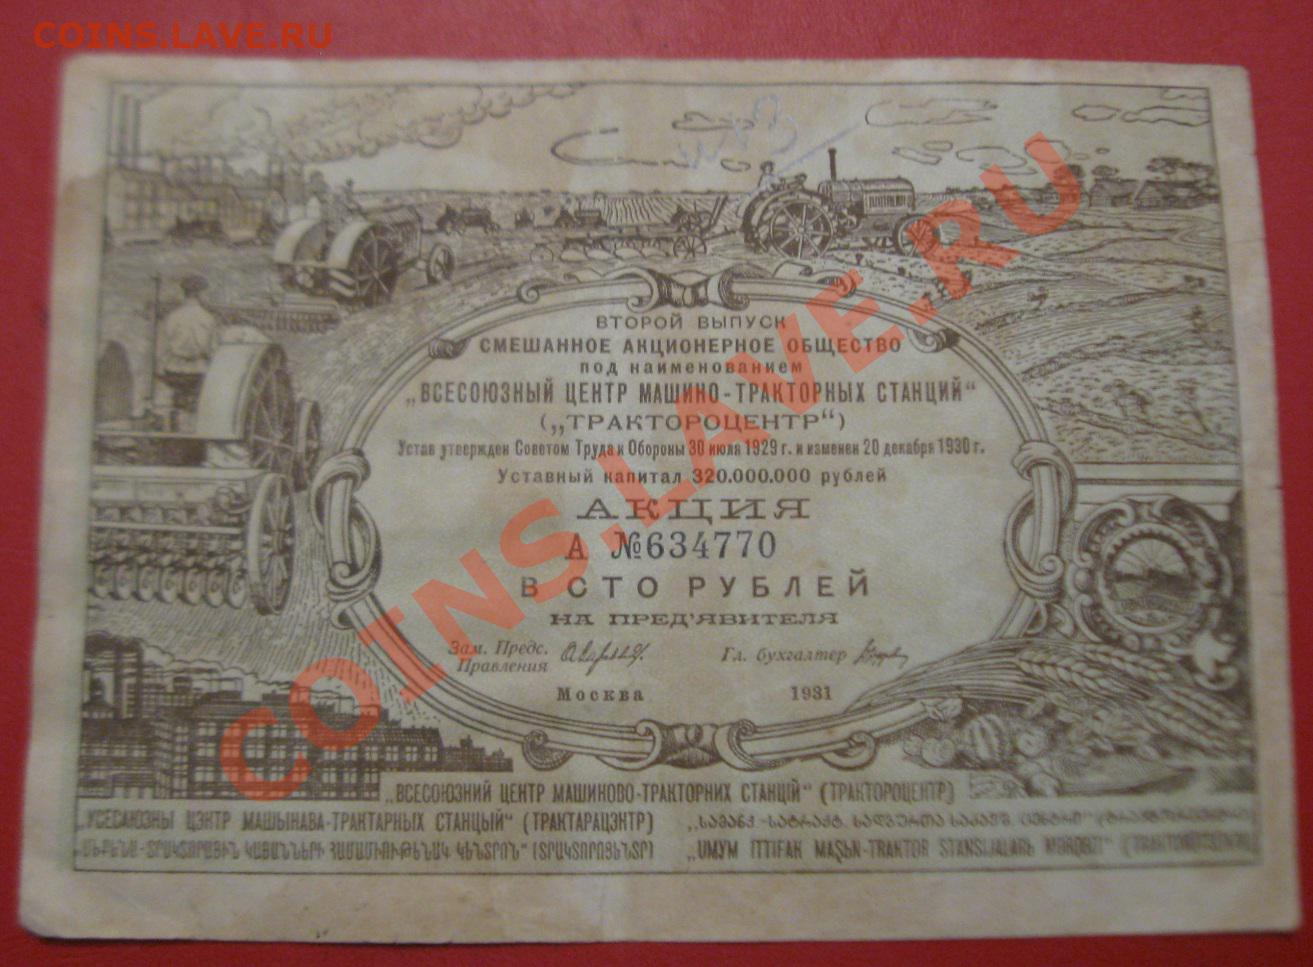 COINS.LAVE.RU
ВТОРОЙ ВЫПУСК
СМЕШАННОЕ АКЦИОНЕРНОЕ ОБЩЕСТВО
ПОД НАИМЕНОВАНИЕМ
„ВСЕСОЮЗНЫЙ ЦЕНТР МАШИНО-ТРАКТОРНЫХ СТАНЦИЙ“
(„ТРАКТОРОЦЕНТР“)
Устав утвержден Советом Труда и Обороны 30 июля 1929 г. и изменен 20 декабря 1930 г.
Уставный капитал 320.000.000 рублей
АКЦИЯ
А №634770
В СТО РУБЛЕЙ
НА ПРЕД'ЯВИТЕЛЯ
Зам. Предс. Правления
Гл. бухгалтер
Москва 1931
„ВСЕСОЮЗНИЙ ЦЕНТР МАШИНОВО-ТРАКТОРНИХ СТАНЦІЙ“ (ТРАКТОРОЦЕНТР)
„УСЕСАЮЗНЫ ЦЭНТР МАШЫНАВА-ТРАКТАРНЫХ СТАНЦЫЙ“ (ТРАКТАРАЦЭНТР)
„UMYM ITTIFAK MAŞЬN-TRAKTOR STANSIJALARЬ MƏRQƏZI“
COINS.LAVE.RU